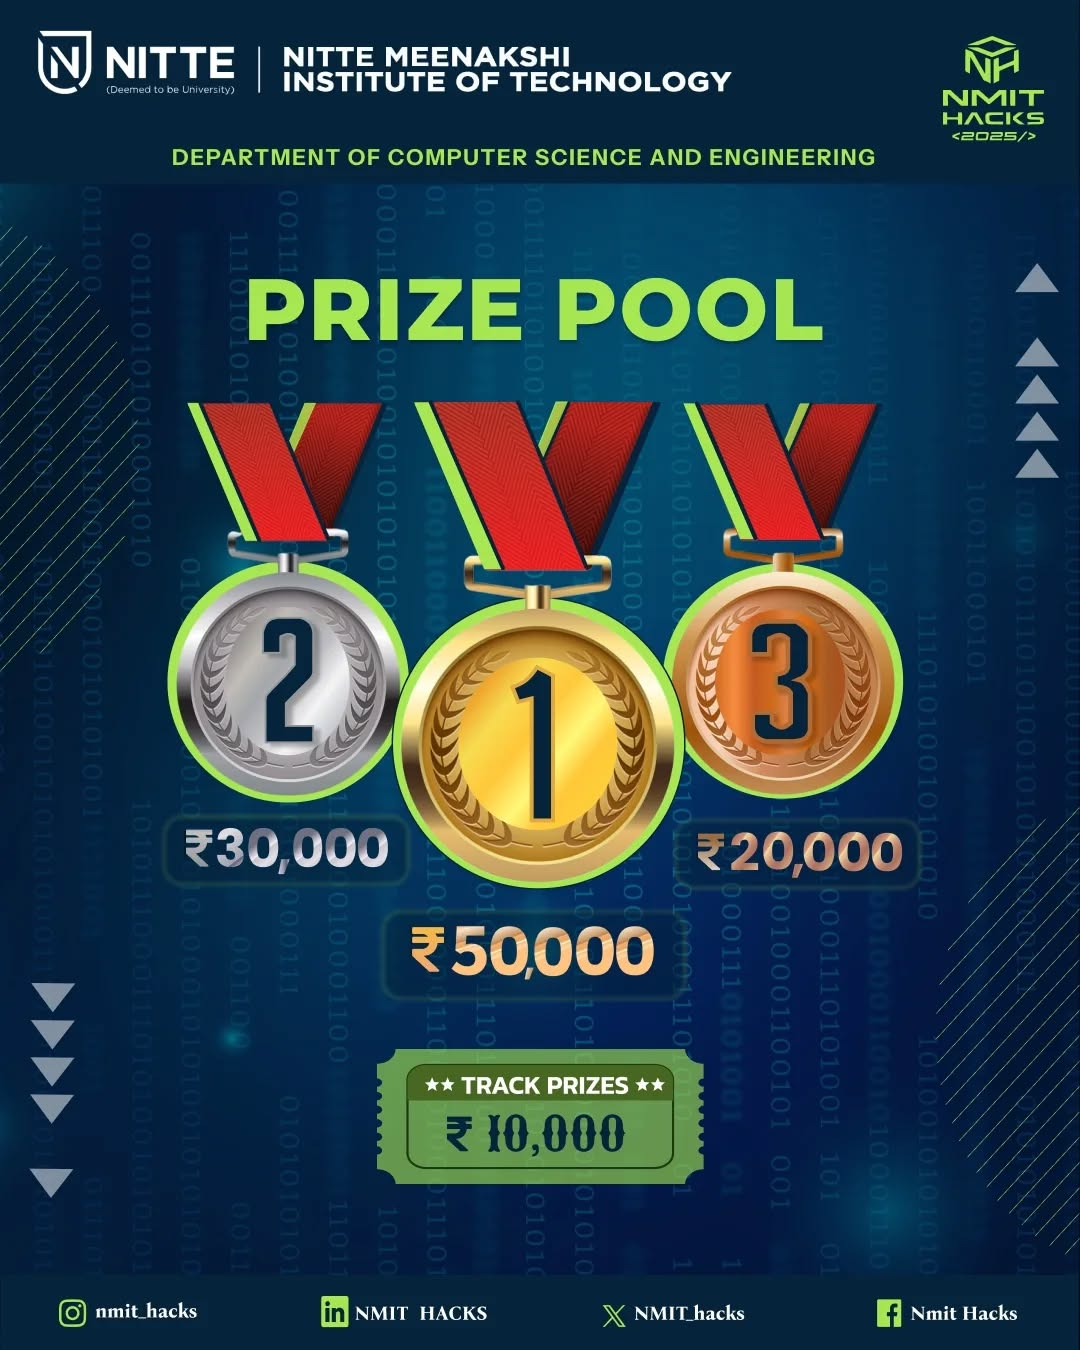 NITTE
(Deemed to be University)
NITTE MEENAKSHI
INSTITUTE OF TECHNOLOGY
NMIT
HACKS
<2025/>
DEPARTMENT OF COMPUTER SCIENCE AND ENGINEERING
PRIZE POOL
2
1
3
₹30,000
₹50,000
₹20,000
★★ TRACK PRIZES ★★
₹ 10,000
nmit_hacks
NMIT HACKS
NMIT_hacks
Nmit Hacks